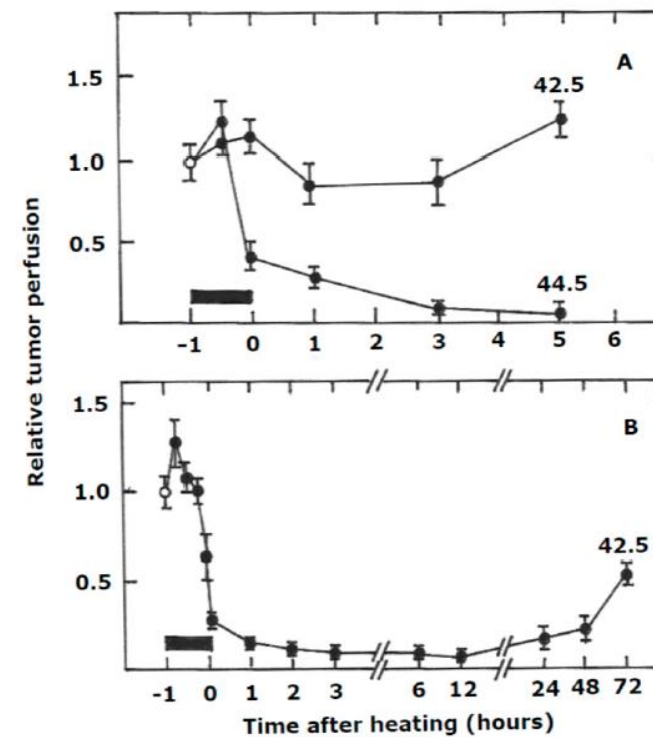 A
1.5
42.5
1.0
0.5
44.5
-1 0 1 2 3 4 5 6
Relative tumor perfusion
B
1.5
1.0
42.5
0.5
-1 0 1 2 3 6 12 24 48 72
Time after heating (hours)